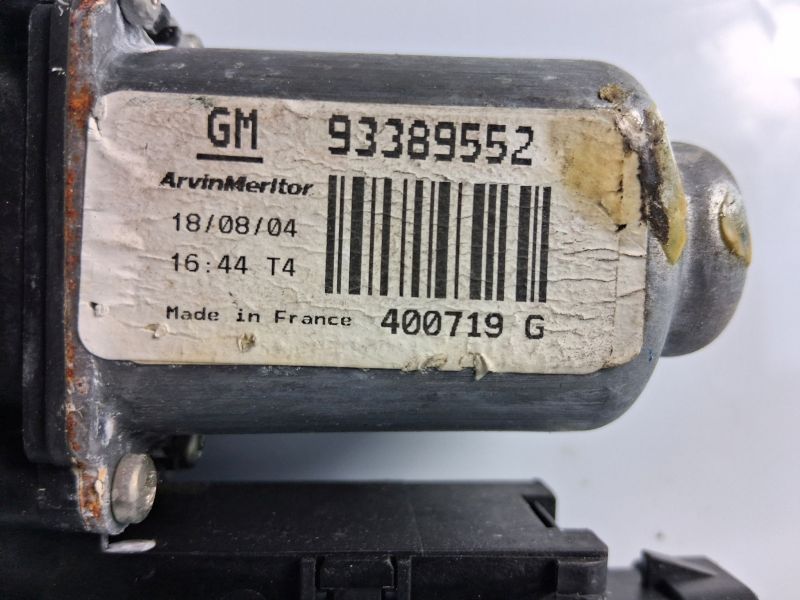 GM 93389552
ArvinMeritor
18/08/04
16:44 T4
Made in France 400719 G